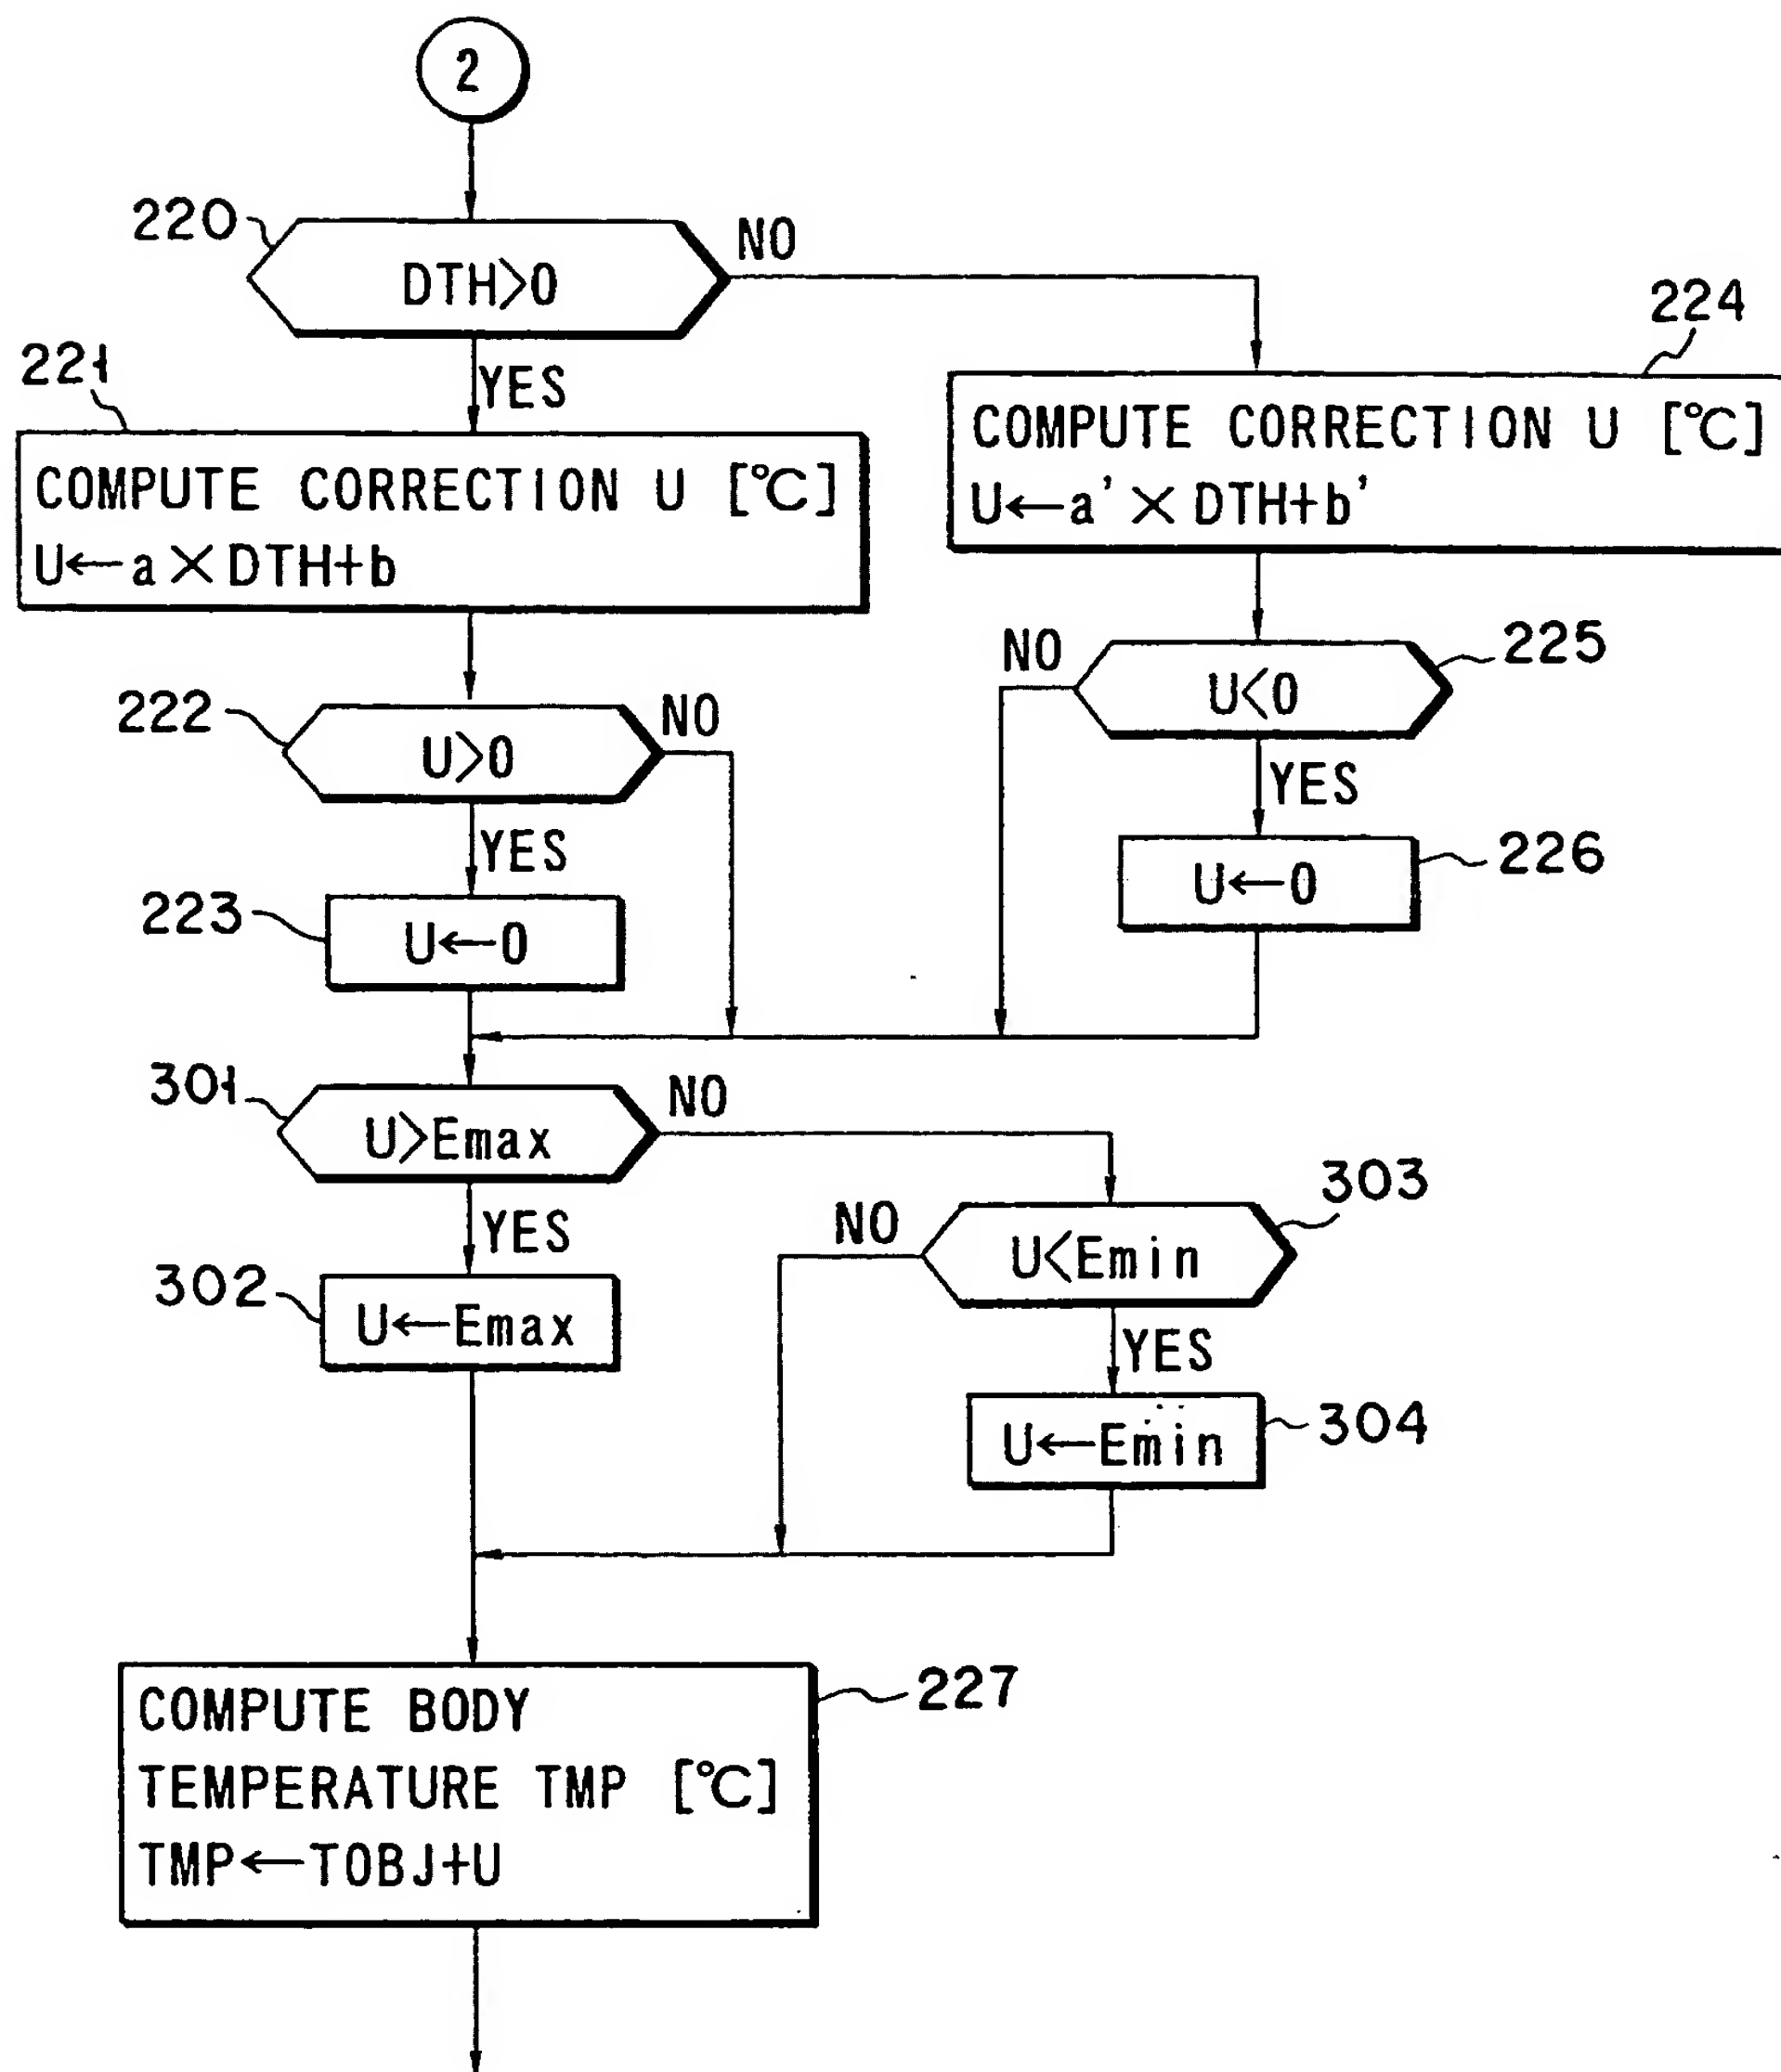 2
220
DTH>0
NO
YES
221
COMPUTE CORRECTION U [℃]
U←a×DTH+b
224
COMPUTE CORRECTION U [℃]
U←a'×DTH+b'
222
U>0
NO
YES
225
U<0
NO
YES
223
U←0
226
U←0
301
U>Emax
NO
YES
302
U←Emax
303
U<Emin
NO
YES
304
U←Emin
227
COMPUTE BODY
TEMPERATURE TMP [℃]
TMP←TOBJ+U